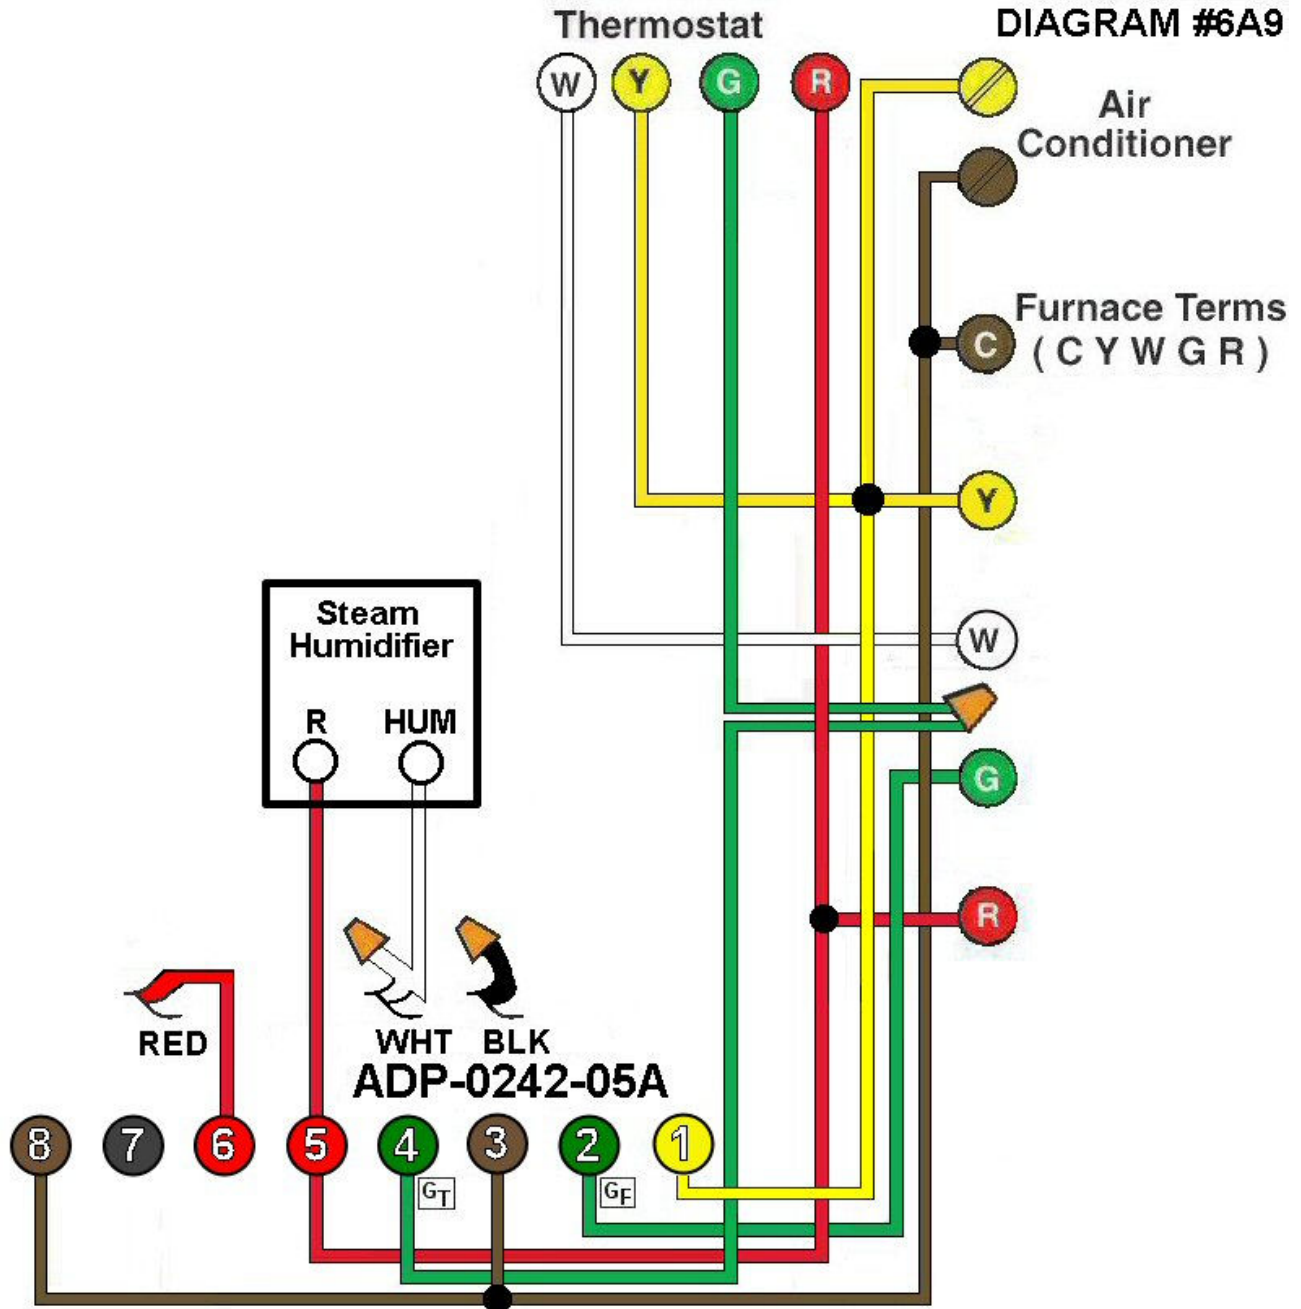 Thermostat
DIAGRAM #6A9
W Y G R
Air
Conditioner
Furnace Terms
C
( C Y W G R )
Y
W
Steam
Humidifier
R HUM
G
R
RED
WHT BLK
ADP-0242-05A
8 7 6 5 4 3 2 1
GT GF